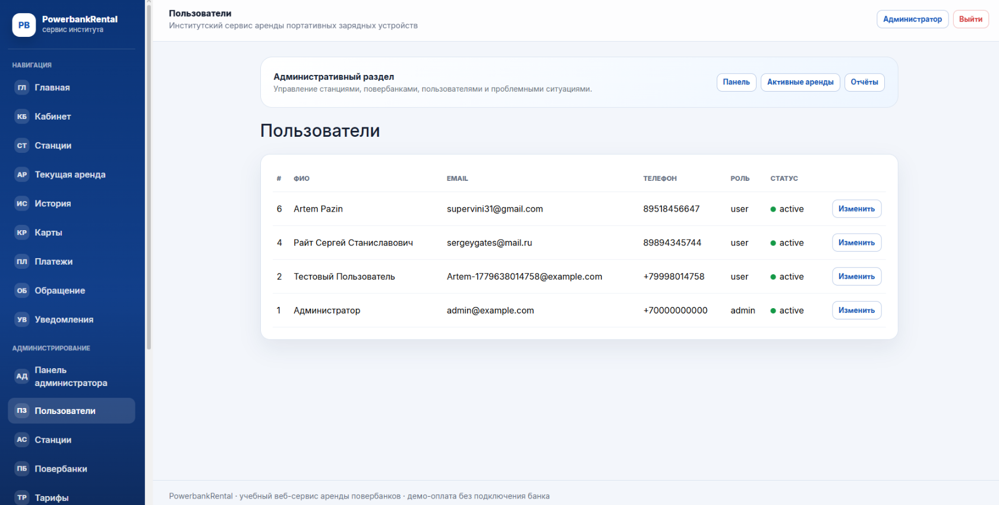 PB
PowerbankRental
сервис института
НАВИГАЦИЯ
ГЛ Главная
КБ Кабинет
СТ Станции
АР Текущая аренда
ИС История
КР Карты
ПЛ Платежи
ОБ Обращение
УВ Уведомления
АДМИНИСТРИРОВАНИЕ
АД Панель
администратора
ПЗ Пользователи
АС Станции
ПБ Повербанки
ТР Тарифы
Пользователи
Институтский сервис аренды портативных зарядных устройств
Администратор Выйти
Административный раздел
Управление станциями, повербанками, пользователями и проблемными ситуациями.
Панель Активные аренды Отчёты
Пользователи
# ФИО EMAIL ТЕЛЕФОН РОЛЬ СТАТУС
6 Artem Pazin supervini31@gmail.com 89518456647 user active Изменить
4 Райт Сергей Станиславович sergeygates@mail.ru 89894345744 user active Изменить
2 Тестовый Пользователь Artem-1779638014758@example.com +79998014758 user active Изменить
1 Администратор admin@example.com +70000000000 admin active Изменить
PowerbankRental · учебный веб-сервис аренды повербанков · демо-оплата без подключения банка